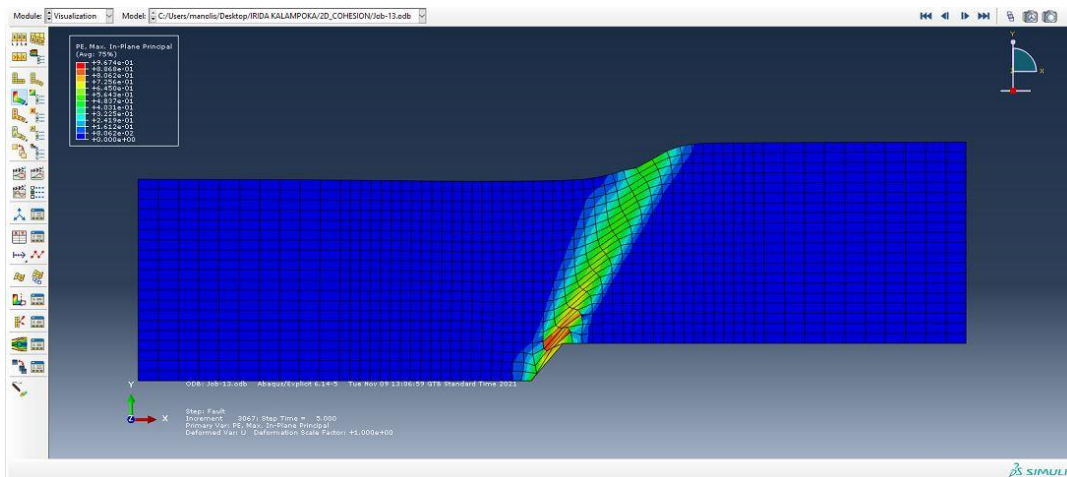 Module: Visualization Model: C:/Users/manolis/Desktop/IRIDA KALAMPOKA/2D_COHESION/Job-13.odb
PE, Max. In-Plane Principal
(Avg: 75%)
+9.674e-01
+8.868e-01
+8.062e-01
+7.256e-01
+6.450e-01
+5.643e-01
+4.837e-01
+4.031e-01
+3.225e-01
+2.419e-01
+1.612e-01
+8.062e-02
+0.000e+00
Y
Z X
Y
Z X
ODB: Job-13.odb Abaqus/Explicit 6.14-5 Tue Nov 09 13:06:59 GTB Standard Time 2021
Step: Fault
Increment 3067: Step Time = 5.000
Primary Var: PE, Max. In-Plane Principal
Deformed Var: U Deformation Scale Factor: +1.000e+00
SIMULI